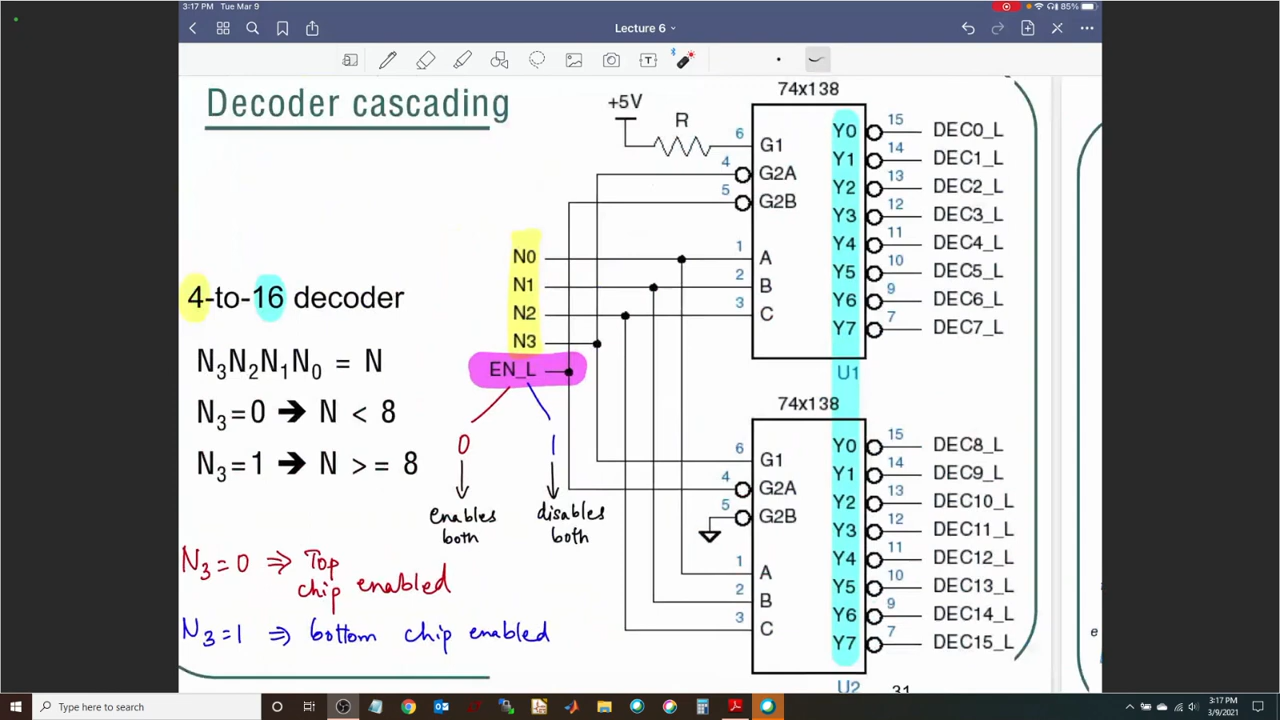 3:17 PM Tue Mar 9
85%
Lecture 6
Decoder cascading
4-to-16 decoder
N3N2N1N0 = N
N3=0 ➔ N < 8
N3=1 ➔ N >= 8
N3=0 ⇒ Top
chip enabled
N3=1 ⇒ bottom chip enabled
N0
N1
N2
N3
EN_L
0 1
enables disables
both both
+5V
R
74x138
6 G1
4 G2A
5 G2B
1 A
2 B
3 C
Y0 15 DEC0_L
Y1 14 DEC1_L
Y2 13 DEC2_L
Y3 12 DEC3_L
Y4 11 DEC4_L
Y5 10 DEC5_L
Y6 9 DEC6_L
Y7 7 DEC7_L
U1
74x138
6 G1
4 G2A
5 G2B
1 A
2 B
3 C
Y0 15 DEC8_L
Y1 14 DEC9_L
Y2 13 DEC10_L
Y3 12 DEC11_L
Y4 11 DEC12_L
Y5 10 DEC13_L
Y6 9 DEC14_L
Y7 7 DEC15_L
U2
31
e
Type here to search
3:17 PM
3/9/2021